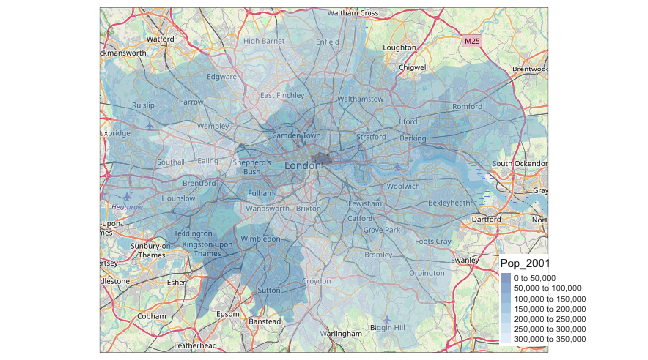 Waltham Cross
Watford
High Barnet
Enfield
Loughton
M25
Chigwell
Edgware
Brentwood
East Finchley
Walthamstow
Ruislip
Harrow
Romford
Wembley
Ilford
Camden Town
Stratford
Barking
Southall
Ealing
Shepherd's
Bush
London
South Ockendon
Brentford
Woolwich
Hounslow
Fulham
Lewisham
Bexleyheath
Wandsworth
Brixton
Catford
Dartford
Teddington
Grove Park
Kingston upon
Thames
Wimbledon
Foots Cray
Sunbury-on-
Thames
Bromley
Swanley
Esher
Sutton
Croydon
Orpington
Cobham
Epsom
Banstead
Biggin Hill
Leatherhead
Warlingham
Pop_2001
0 to 50,000
50,000 to 100,000
100,000 to 150,000
150,000 to 200,000
200,000 to 250,000
250,000 to 300,000
300,000 to 350,000